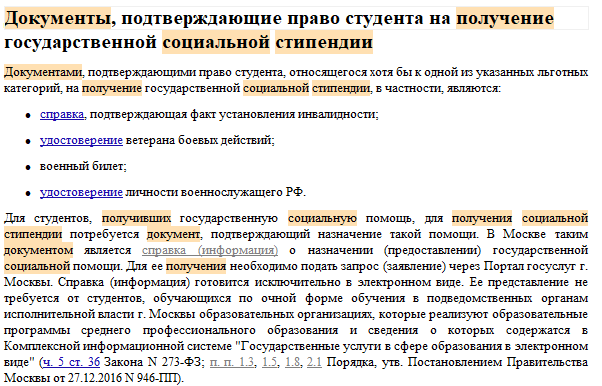 Документы, подтверждающие право студента на получение
государственной социальной стипендии
Документами, подтверждающими право студента, относящегося хотя бы к одной из указанных льготных
категорий, на получение государственной социальной стипендии, в частности, являются:
• справка, подтверждающая факт установления инвалидности;
• удостоверение ветерана боевых действий;
• военный билет;
• удостоверение личности военнослужащего РФ.
Для студентов, получивших государственную социальную помощь, для получения социальной
стипендии потребуется документ, подтверждающий назначение такой помощи. В Москве таким
документом является справка (информация) о назначении (предоставлении) государственной
социальной помощи. Для ее получения необходимо подать запрос (заявление) через Портал госуслуг г.
Москвы. Справка (информация) готовится исключительно в электронном виде. Ее представление не
требуется от студентов, обучающихся по очной форме обучения в подведомственных органам
исполнительной власти г. Москвы образовательных организациях, которые реализуют образовательные
программы среднего профессионального образования и сведения о которых содержатся в
Комплексной информационной системе "Государственные услуги в сфере образования в электронном
виде" (ч. 5 ст. 36 Закона N 273-ФЗ; п. п. 1.3, 1.5, 1.8, 2.1 Порядка, утв. Постановлением Правительства
Москвы от 27.12.2016 N 946-ПП).